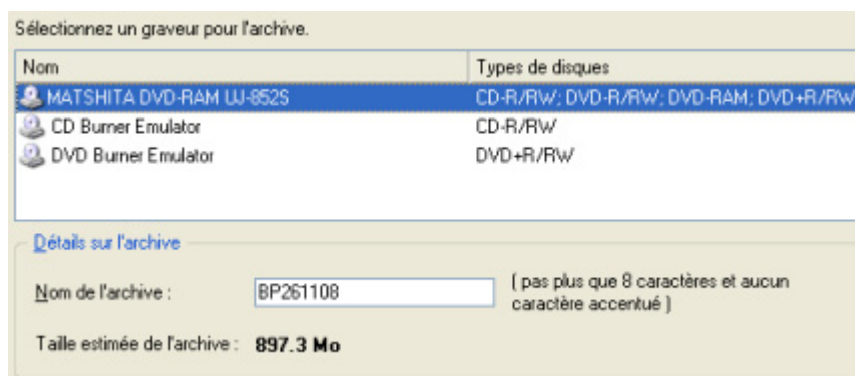 Sélectionnez un graveur pour l'archive.
Nom Types de disques
MATSHITA DVD-RAM UJ-852S CD-R/RW; DVD-R/RW; DVD-RAM; DVD+R/RW
CD Burner Emulator CD-R/RW
DVD Burner Emulator DVD+R/RW
Détails sur l'archive
Nom de l'archive : BP261108 ( pas plus que 8 caractères et aucun
caractère accentué )
Taille estimée de l'archive : 897.3 Mo